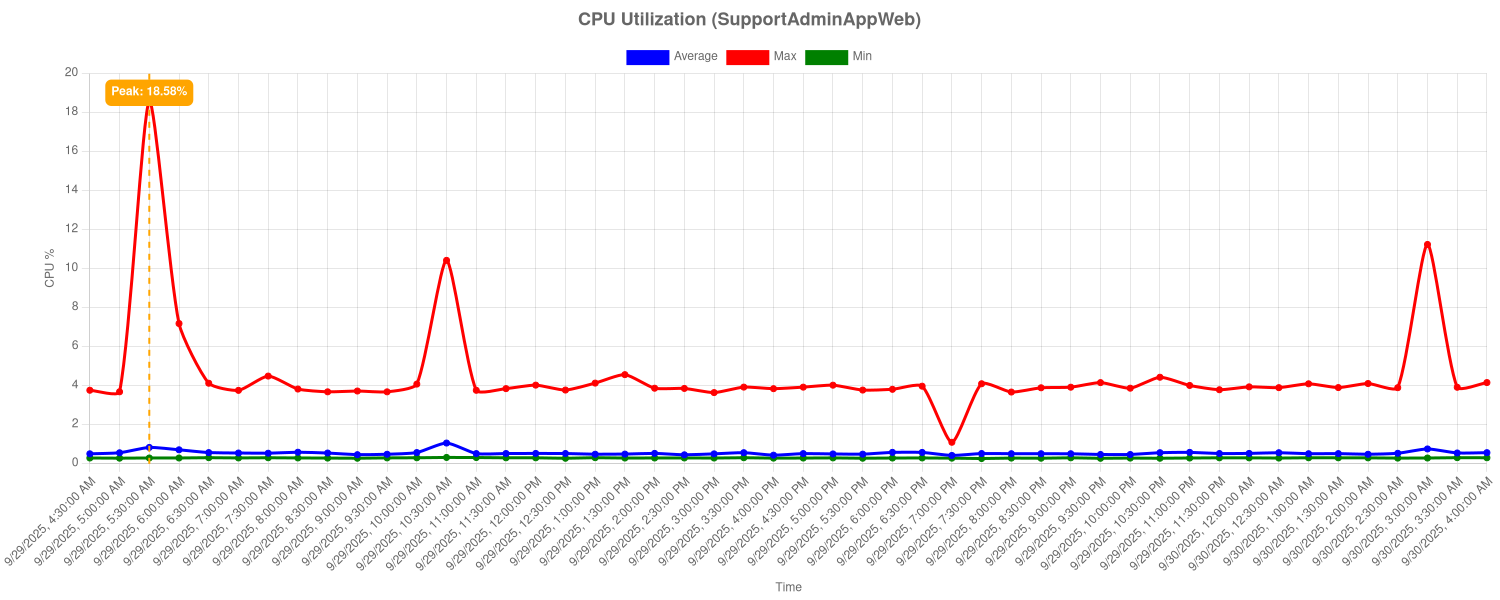 CPU Utilization (SupportAdminAppWeb)
Average Max Min
20
Peak: 18.58%
18
16
14
12
10
8
6
4
2
0
CPU %
9/29/2025, 4:30:00 AM
9/29/2025, 5:00:00 AM
9/29/2025, 5:30:00 AM
9/29/2025, 6:00:00 AM
9/29/2025, 6:30:00 AM
9/29/2025, 7:00:00 AM
9/29/2025, 7:30:00 AM
9/29/2025, 8:00:00 AM
9/29/2025, 8:30:00 AM
9/29/2025, 9:00:00 AM
9/29/2025, 9:30:00 AM
9/29/2025, 10:00:00 AM
9/29/2025, 10:30:00 AM
9/29/2025, 11:00:00 AM
9/29/2025, 11:30:00 AM
9/29/2025, 12:00:00 PM
9/29/2025, 12:30:00 PM
9/29/2025, 1:00:00 PM
9/29/2025, 1:30:00 PM
9/29/2025, 2:00:00 PM
9/29/2025, 2:30:00 PM
9/29/2025, 3:00:00 PM
9/29/2025, 3:30:00 PM
9/29/2025, 4:00:00 PM
9/29/2025, 4:30:00 PM
9/29/2025, 5:00:00 PM
9/29/2025, 5:30:00 PM
9/29/2025, 6:00:00 PM
9/29/2025, 6:30:00 PM
9/29/2025, 7:00:00 PM
9/29/2025, 7:30:00 PM
9/29/2025, 8:00:00 PM
9/29/2025, 8:30:00 PM
9/29/2025, 9:00:00 PM
9/29/2025, 9:30:00 PM
9/29/2025, 10:00:00 PM
9/29/2025, 10:30:00 PM
9/29/2025, 11:00:00 PM
9/29/2025, 11:30:00 PM
9/30/2025, 12:00:00 AM
9/30/2025, 12:30:00 AM
9/30/2025, 1:00:00 AM
9/30/2025, 1:30:00 AM
9/30/2025, 2:00:00 AM
9/30/2025, 2:30:00 AM
9/30/2025, 3:00:00 AM
9/30/2025, 3:30:00 AM
9/30/2025, 4:00:00 AM
Time